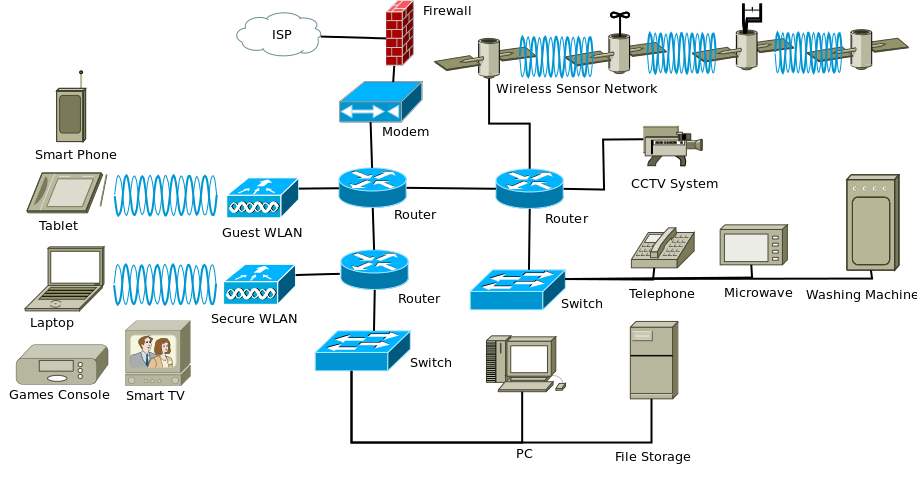 Firewall
ISP
Wireless Sensor Network
Modem
Smart Phone
CCTV System
Router
Router
Tablet
Guest WLAN
Telephone
Microwave
Washing Machine
Router
Switch
Secure WLAN
Laptop
Switch
Games Console
Smart TV
PC
File Storage